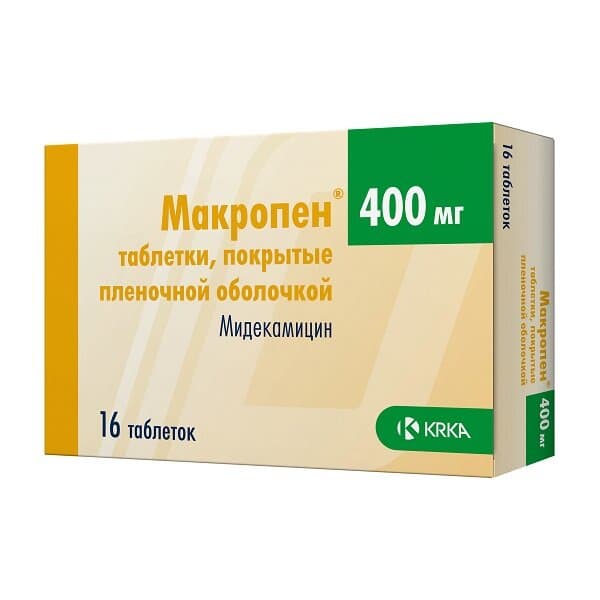 Макропен®
400 мг
таблетки, покрытые
пленочной оболочкой
Мидекамицин
16 таблеток
KRKA
16 таблеток
Макропен®
таблетки, покрытые
пленочной оболочкой
400 мг